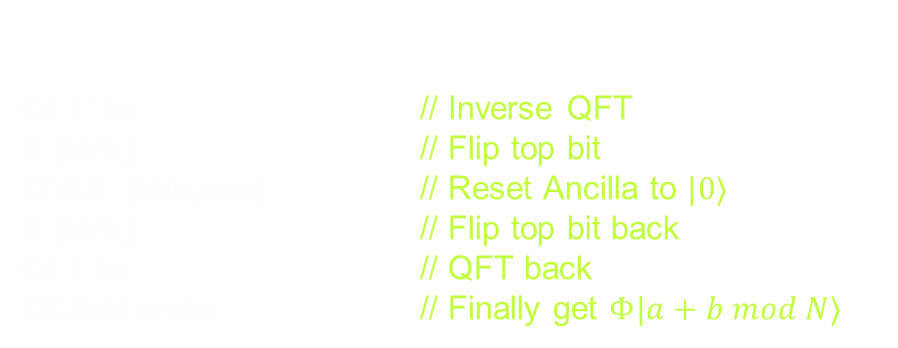 // Inverse QFT
// Flip top bit
// Reset Ancilla to |0⟩
// Flip top bit back
// QFT back
// Finally get Φ|a + b mod N⟩